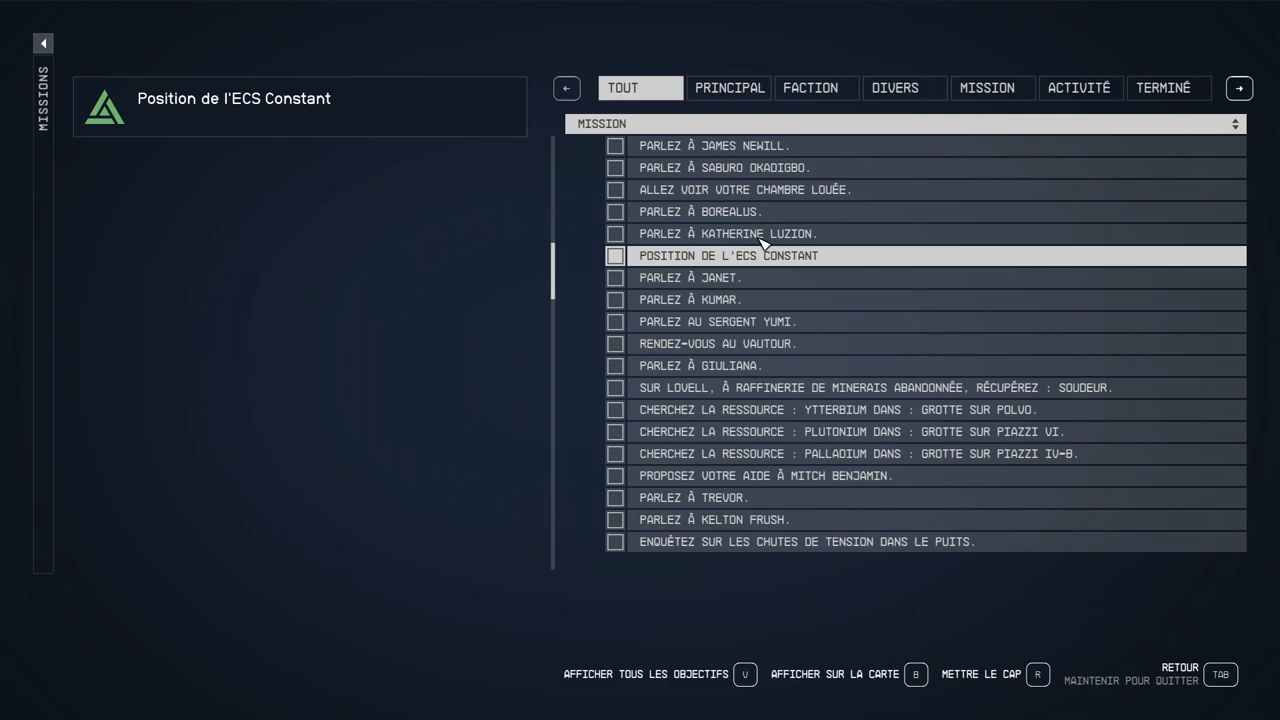 MISSIONS
Position de l'ECS Constant
TOUT
PRINCIPAL
FACTION
DIVERS
MISSION
ACTIVITÉ
TERMINÉ
MISSION
PARLEZ À JAMES NEWILL.
PARLEZ À SABURO OKADIGBO.
ALLEZ VOIR VOTRE CHAMBRE LOUÉE.
PARLEZ À BOREALUS.
PARLEZ À KATHERINE LUZION.
POSITION DE L'ECS CONSTANT
PARLEZ À JANET.
PARLEZ À KUMAR.
PARLEZ AU SERGENT YUMI.
RENDEZ-VOUS AU VAUTOUR.
PARLEZ À GIULIANA.
SUR LOVELL, À RAFFINERIE DE MINERAIS ABANDONNÉE, RÉCUPÉREZ : SOUDEUR.
CHERCHEZ LA RESSOURCE : YTTERBIUM DANS : GROTTE SUR POLVO.
CHERCHEZ LA RESSOURCE : PLUTONIUM DANS : GROTTE SUR PIAZZI VI.
CHERCHEZ LA RESSOURCE : PALLADIUM DANS : GROTTE SUR PIAZZI IV-B.
PROPOSEZ VOTRE AIDE À MITCH BENJAMIN.
PARLEZ À TREVOR.
PARLEZ À KELTON FRUSH.
ENQUÊTEZ SUR LES CHUTES DE TENSION DANS LE PUITS.
AFFICHER TOUS LES OBJECTIFS V
AFFICHER SUR LA CARTE B
METTRE LE CAP R
RETOUR
MAINTENIR POUR QUITTER TAB